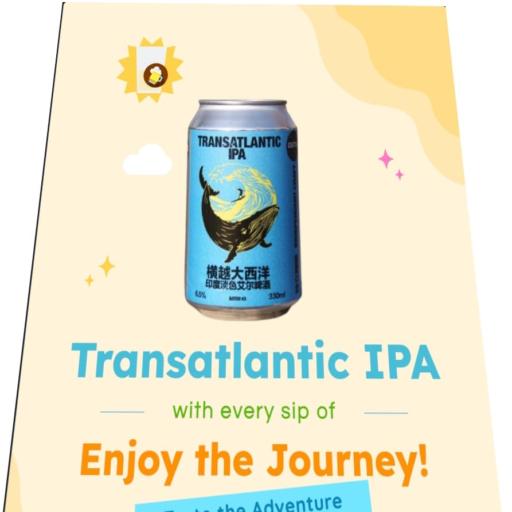 TRANSATLANTIC
IPA
横越大西洋
印度淡色艾尔啤酒
6.5%
330ml
Transatlantic IPA
with every sip of
Enjoy the Journey!
the Adventure